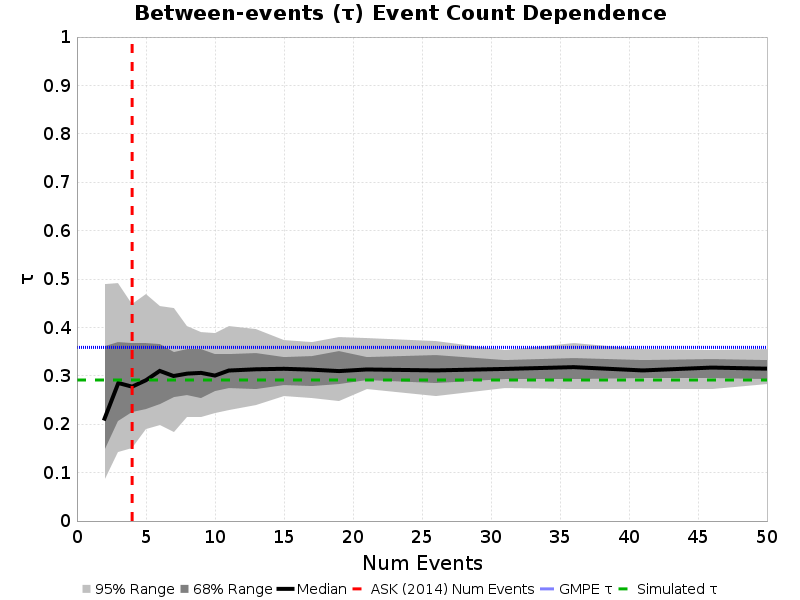 Between-events (τ) Event Count Dependence
1
0.9
0.8
0.7
0.6
0.5
0.4
0.3
0.2
0.1
0
τ
0 5 10 15 20 25 30 35 40 45 50
Num Events
95% Range 68% Range Median ASK (2014) Num Events GMPE τ Simulated τ